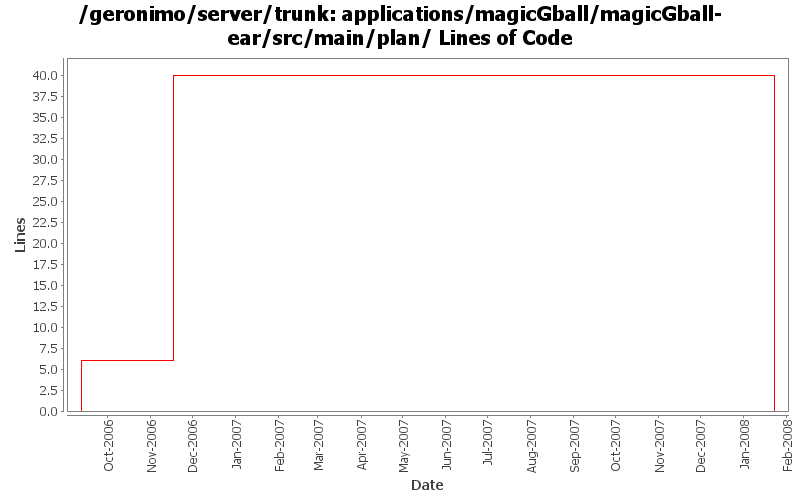 /geronimo/server/trunk: applications/magicGball/magicGball-
ear/src/main/plan/ Lines of Code
Lines
40.0
37.5
35.0
32.5
30.0
27.5
25.0
22.5
20.0
17.5
15.0
12.5
10.0
7.5
5.0
2.5
0.0
Oct-2006
Nov-2006
Dec-2006
Jan-2007
Feb-2007
Mar-2007
Apr-2007
May-2007
Jun-2007
Jul-2007
Aug-2007
Sep-2007
Oct-2007
Nov-2007
Dec-2007
Jan-2008
Feb-2008
Date